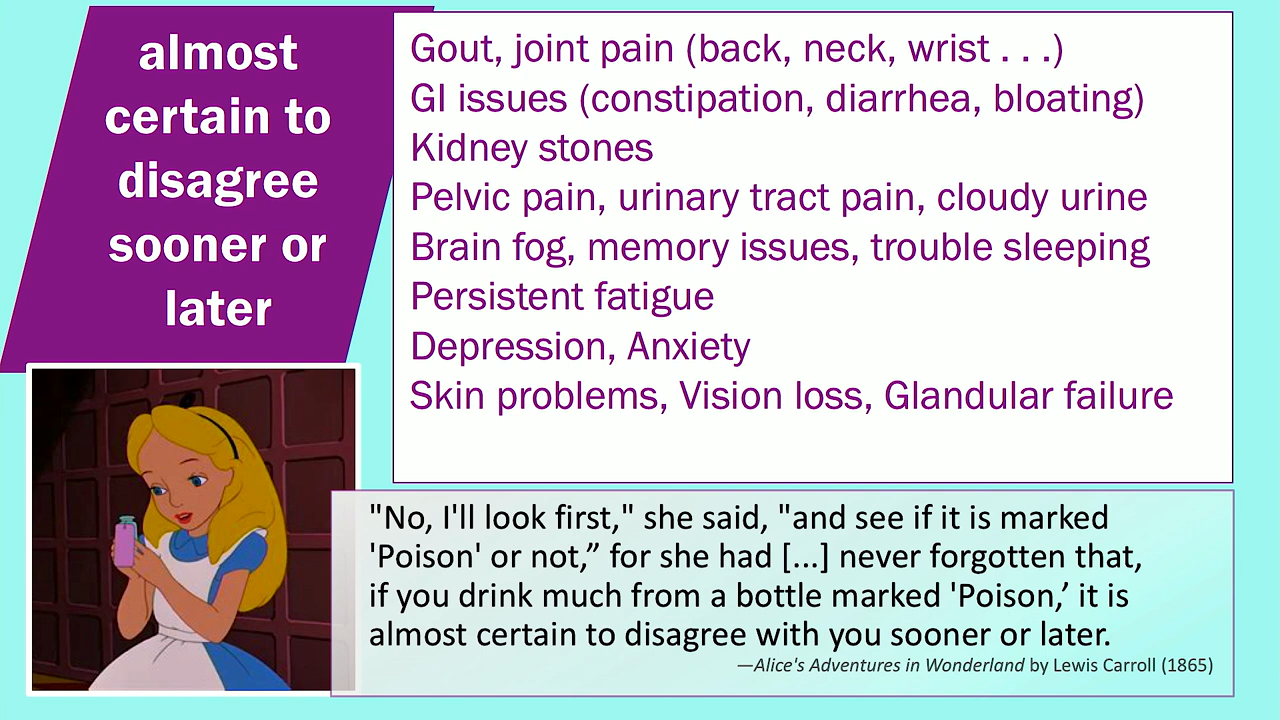 almost
certain to
disagree
sooner or
later
Gout, joint pain (back, neck, wrist . . .)
GI issues (constipation, diarrhea, bloating)
Kidney stones
Pelvic pain, urinary tract pain, cloudy urine
Brain fog, memory issues, trouble sleeping
Persistent fatigue
Depression, Anxiety
Skin problems, Vision loss, Glandular failure
"No, I'll look first," she said, "and see if it is marked
'Poison' or not,” for she had [...] never forgotten that,
if you drink much from a bottle marked 'Poison,’ it is
almost certain to disagree with you sooner or later.
—Alice's Adventures in Wonderland by Lewis Carroll (1865)